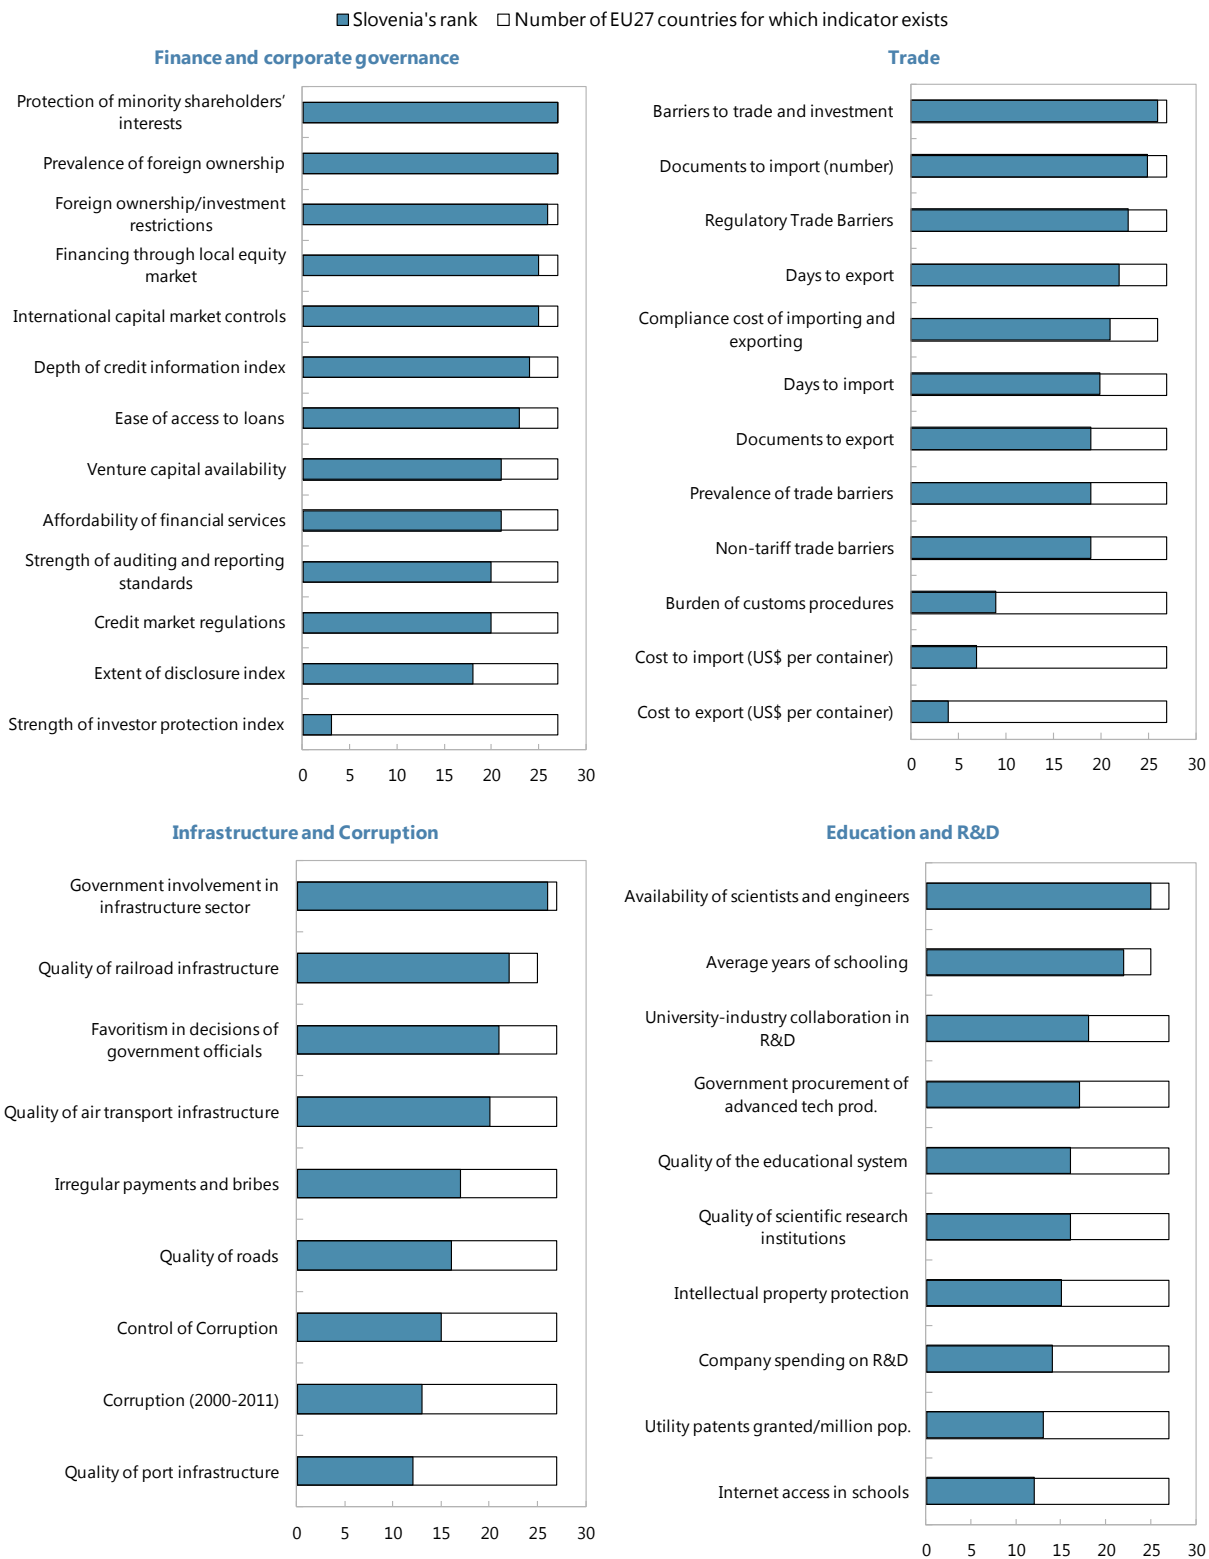 Slovenia's rank Number of EU27 countries for which indicator exists
Finance and corporate governance
Protection of minority shareholders'
interests
Prevalence of foreign ownership
Foreign ownership/investment
restrictions
Financing through local equity
market
International capital market controls
Depth of credit information index
Ease of access to loans
Venture capital availability
Affordability of financial services
Strength of auditing and reporting
standards
Credit market regulations
Extent of disclosure index
Strength of investor protection index
0 5 10 15 20 25 30
Trade
Barriers to trade and investment
Documents to import (number)
Regulatory Trade Barriers
Days to export
Compliance cost of importing and
exporting
Days to import
Documents to export
Prevalence of trade barriers
Non-tariff trade barriers
Burden of customs procedures
Cost to import (US$ per container)
Cost to export (US$ per container)
0 5 10 15 20 25 30
Infrastructure and Corruption
Government involvement in
infrastructure sector
Quality of railroad infrastructure
Favoritism in decisions of
government officials
Quality of air transport infrastructure
Irregular payments and bribes
Quality of roads
Control of Corruption
Corruption (2000-2011)
Quality of port infrastructure
0 5 10 15 20 25 30
Education and R&D
Availability of scientists and engineers
Average years of schooling
University-industry collaboration in
R&D
Government procurement of
advanced tech prod.
Quality of the educational system
Quality of scientific research
institutions
Intellectual property protection
Company spending on R&D
Utility patents granted/million pop.
Internet access in schools
0 5 10 15 20 25 30